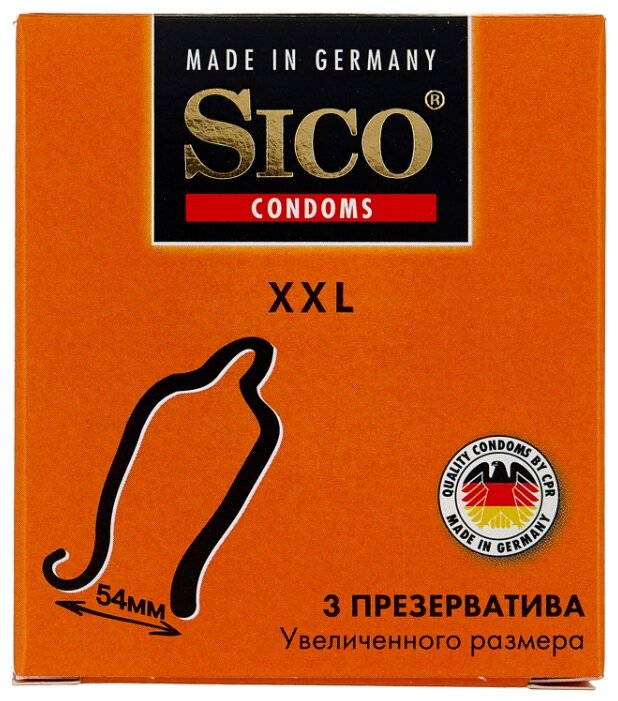 MADE IN GERMANY
SICO®
CONDOMS
XXL
QUALITY CONDOMS BY CPR
MADE IN GERMANY
54мм
3 ПРЕЗЕРВАТИВА
Увеличенного размера